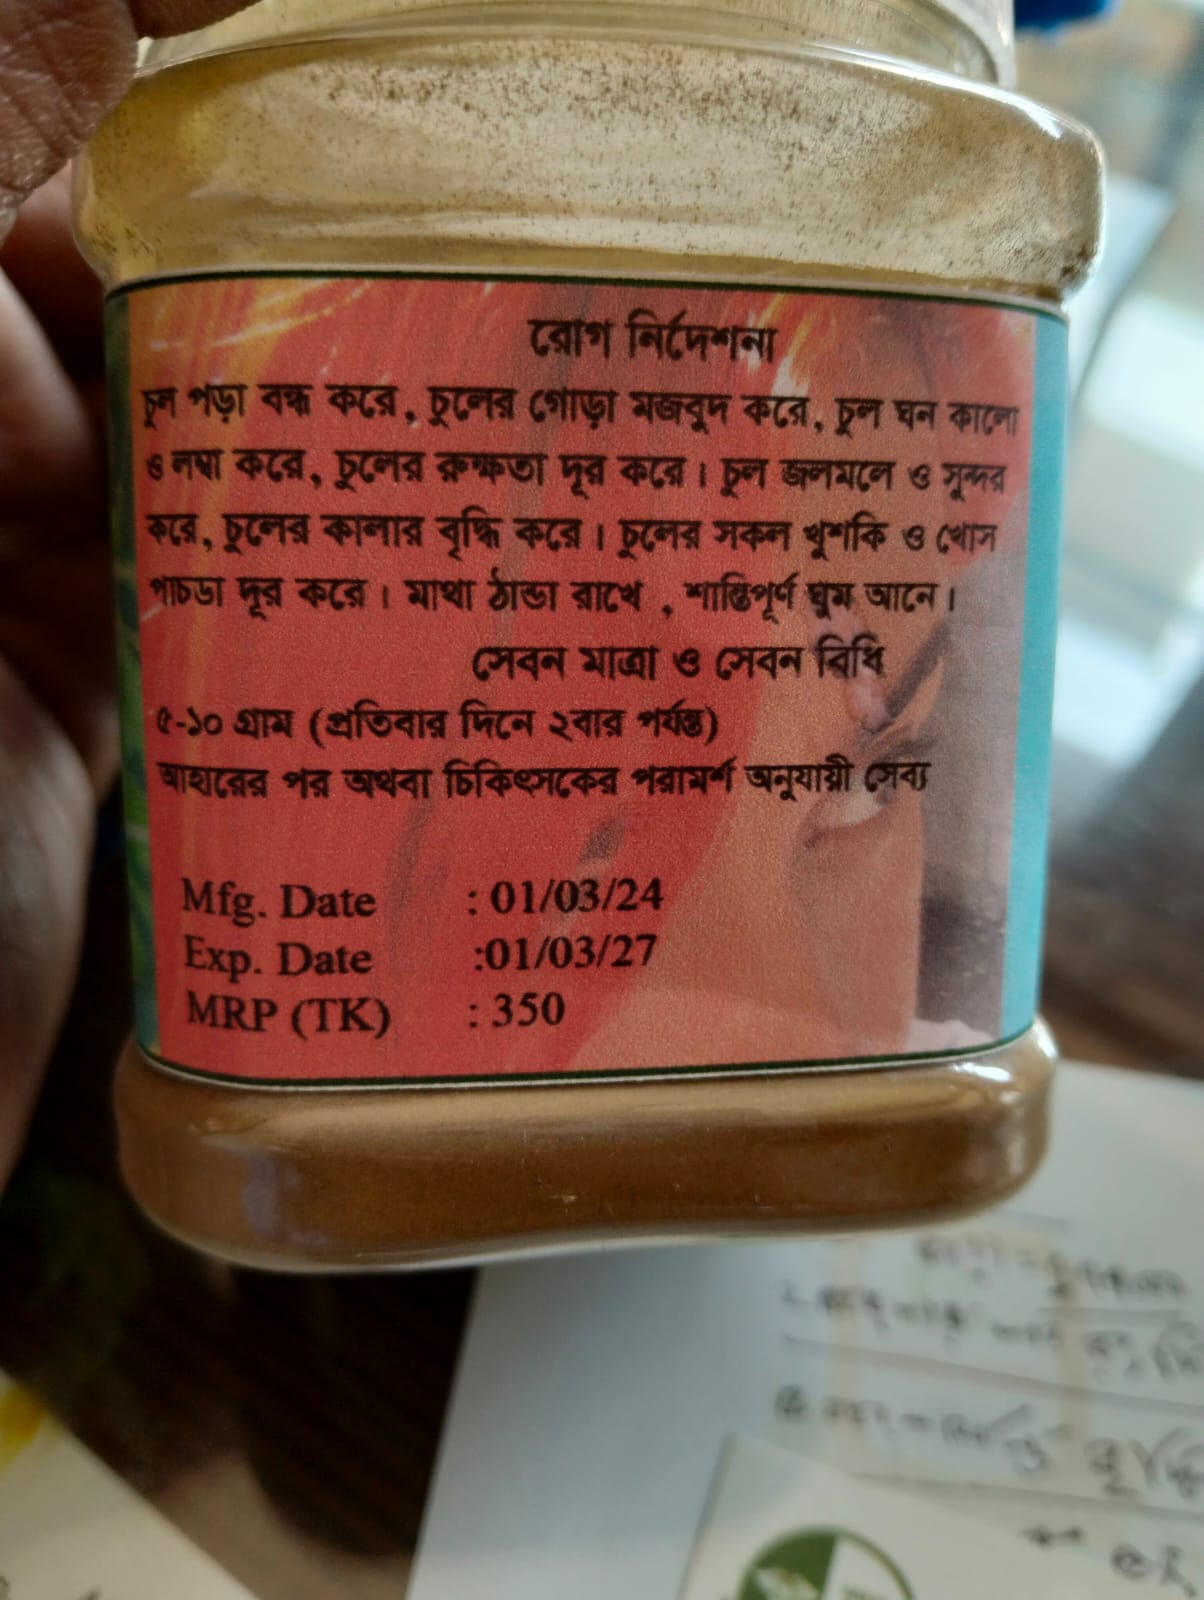 রোগ নির্দেশনা
চুল পড়া বন্ধ করে, চুলের গোড়া মজবুদ করে, চুল ঘন কালো
ও লম্বা করে, চুলের রুক্ষতা দূর করে। চুল জলমলে ও সুন্দর
করে, চুলের কালার বৃদ্ধি করে। চুলের সকল খুশকি ও খোস
পাচডা দূর করে। মাথা ঠান্ডা রাখে , শান্তিপূর্ণ ঘুম আনে।
সেবন মাত্রা ও সেবন বিধি
৫-১০ গ্রাম (প্রতিবার দিনে ২বার পর্যন্ত)
আহারের পর অথবা চিকিৎসকের পরামর্শ অনুযায়ী সেব্য
Mfg. Date : 01/03/24
Exp. Date :01/03/27
MRP (TK) : 350